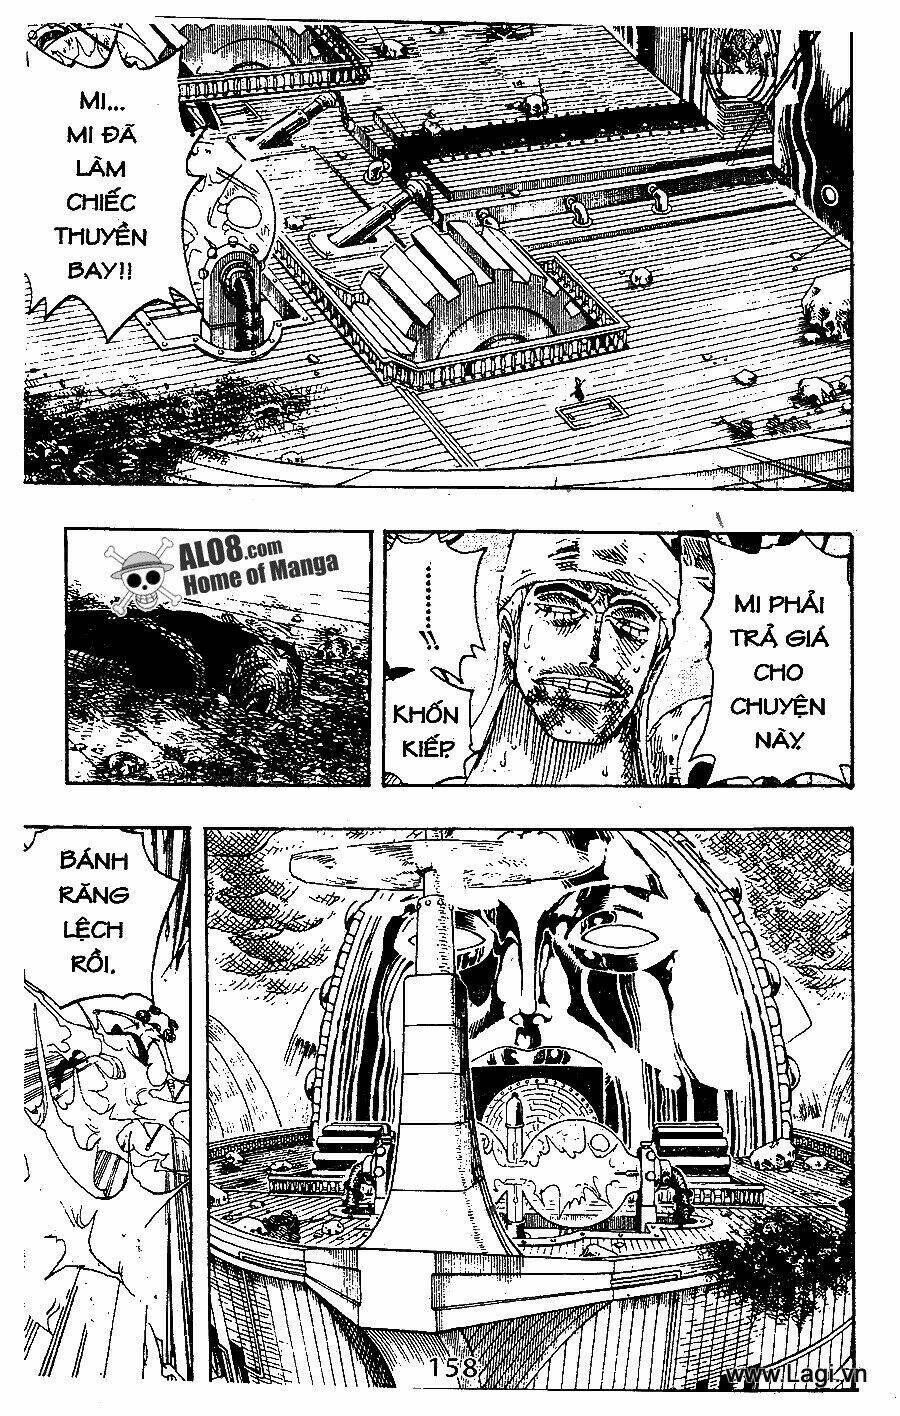 MI...
MI ĐÃ
LÀM
CHIẾC
THUYỀN
BAY!!
MI PHẢI
TRẢ GIÁ
CHO
CHUYỆN
NÀY.
.........!!
KHỐN
KIẾP.
AL08.com
Home of Manga
BÁNH
RĂNG
LỆCH
RỒI.
158
www.Lagi.vn